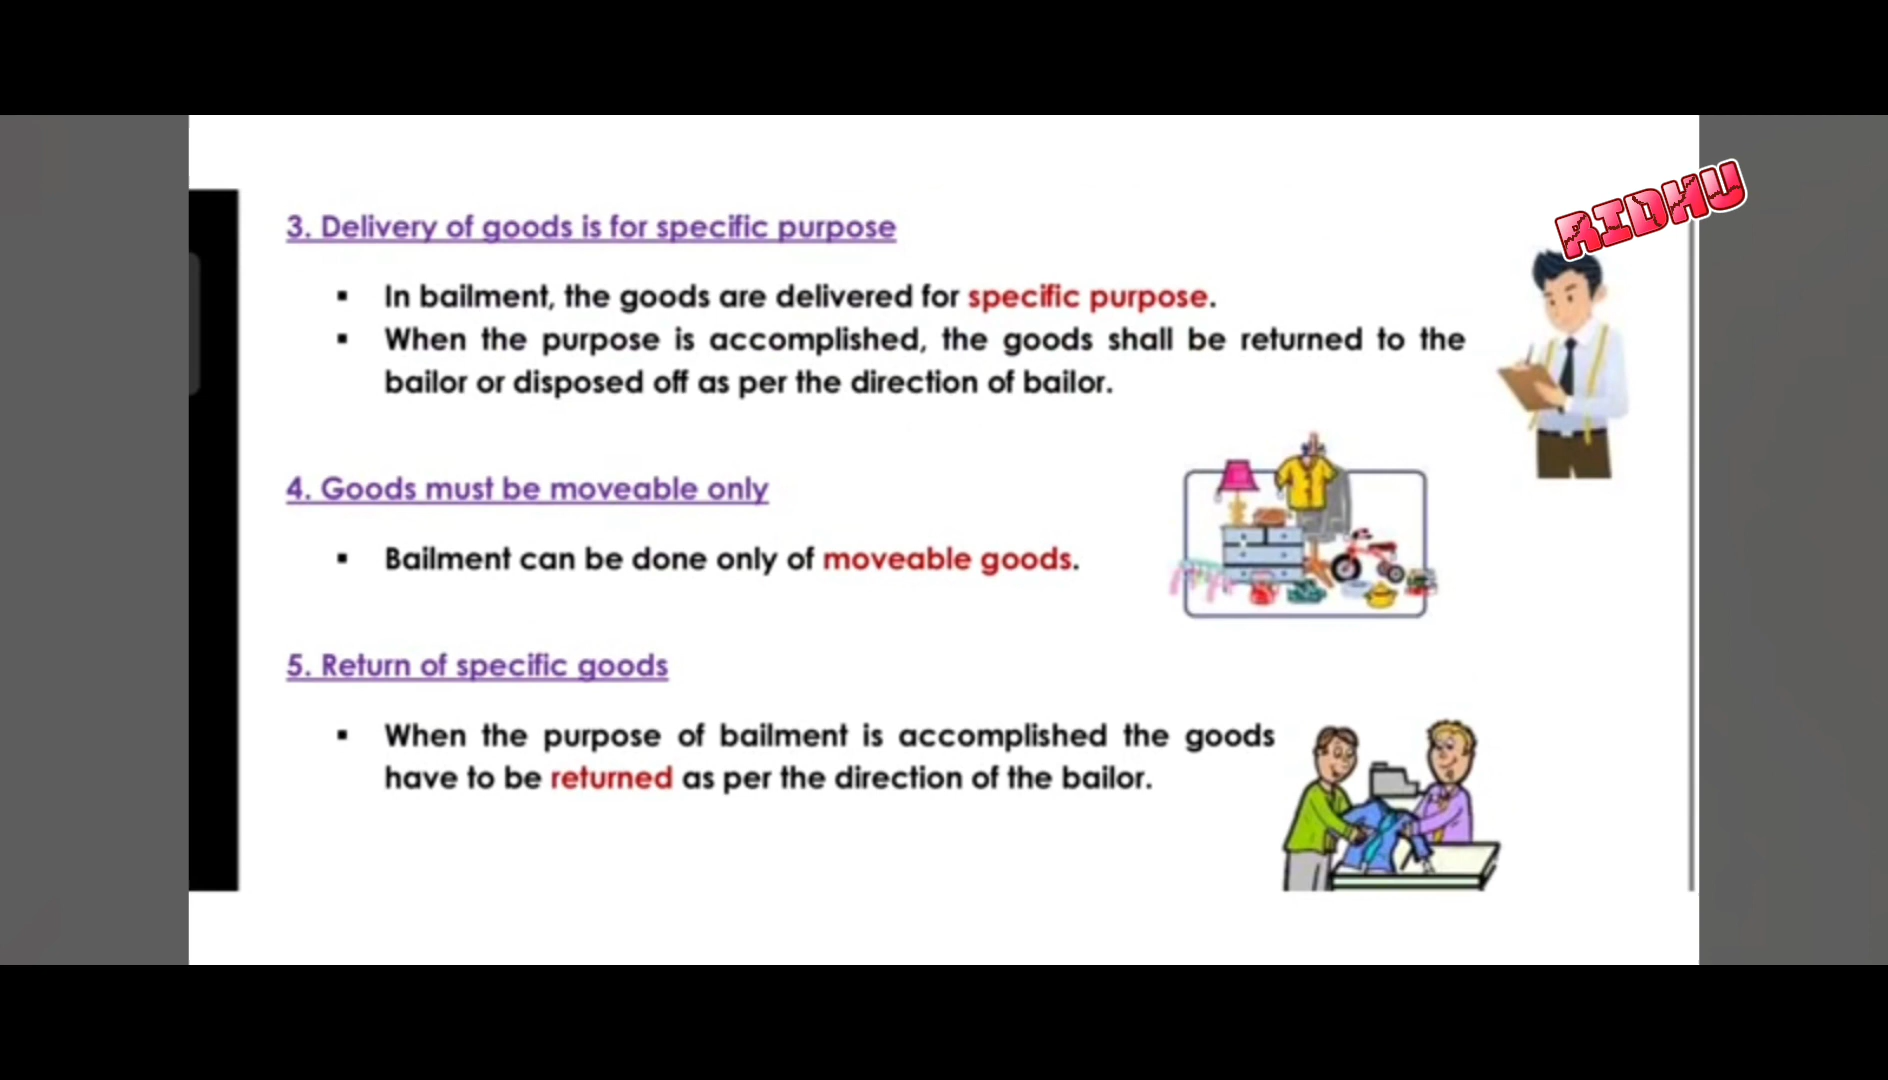 RIDHU
3. Delivery of goods is for specific purpose
▪ In bailment, the goods are delivered for specific purpose.
▪ When the purpose is accomplished, the goods shall be returned to the
bailor or disposed off as per the direction of bailor.
4. Goods must be moveable only
▪ Bailment can be done only of moveable goods.
5. Return of specific goods
▪ When the purpose of bailment is accomplished the goods
have to be returned as per the direction of the bailor.